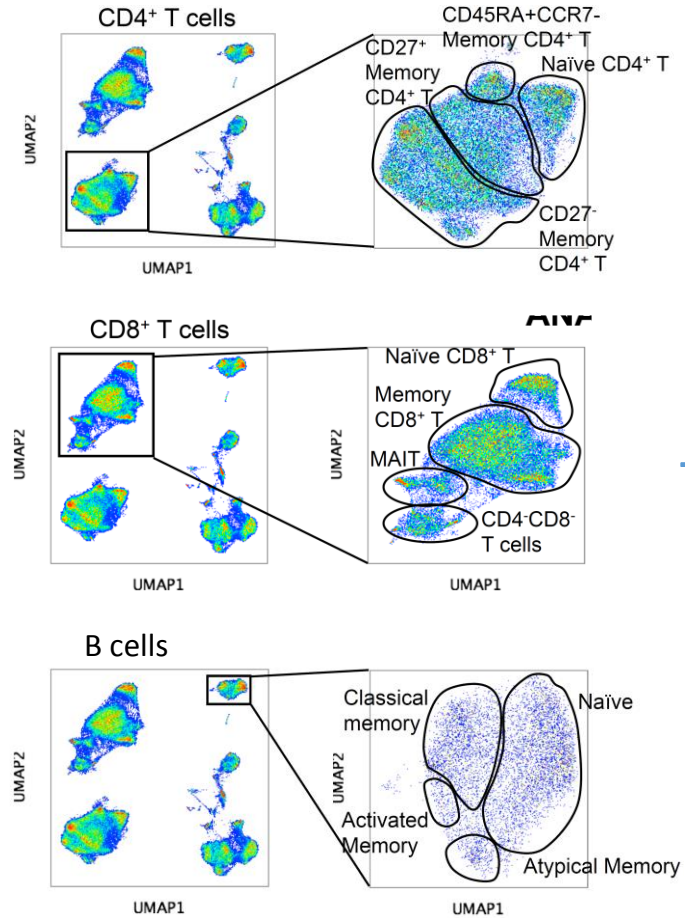 CD4⁺ T cells
CD45RA+CCR7-
Memory CD4⁺ T
CD27⁺
Memory
CD4⁺ T
Naïve CD4⁺ T
CD27⁻
Memory
CD4⁺ T
UMAP2
UMAP1
CD8⁺ T cells
Naïve CD8⁺ T
Memory
CD8⁺ T
MAIT
CD4⁻CD8⁻
T cells
UMAP2
UMAP2
UMAP1
UMAP1
B cells
Classical
memory
Naïve
Activated
Memory
Atypical Memory
UMAP2
UMAP2
UMAP1
UMAP1